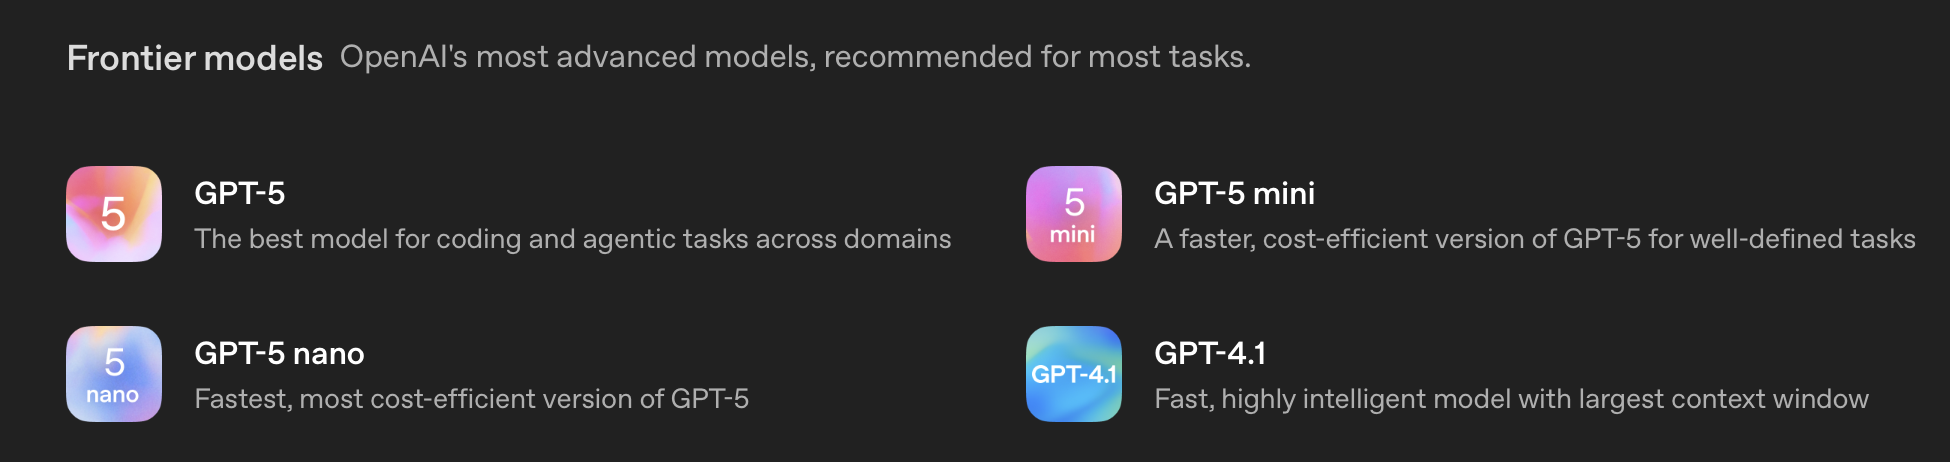 Frontier models OpenAI's most advanced models, recommended for most tasks.
5
GPT-5
The best model for coding and agentic tasks across domains
5
mini
GPT-5 mini
A faster, cost-efficient version of GPT-5 for well-defined tasks
5
nano
GPT-5 nano
Fastest, most cost-efficient version of GPT-5
GPT-4.1
GPT-4.1
Fast, highly intelligent model with largest context window